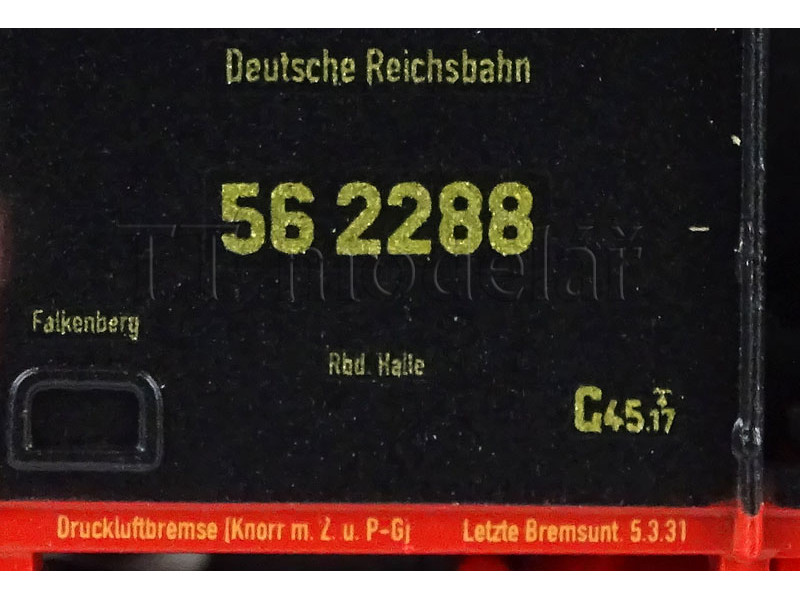 Deutsche Reichsbahn
56 2288
TT modelář
Falkenberg
Rbd. Halle
G45.17
Druckluftbremse (Knorr m. Z. u. P-G) Letzte Bremsunt. 5.3.31